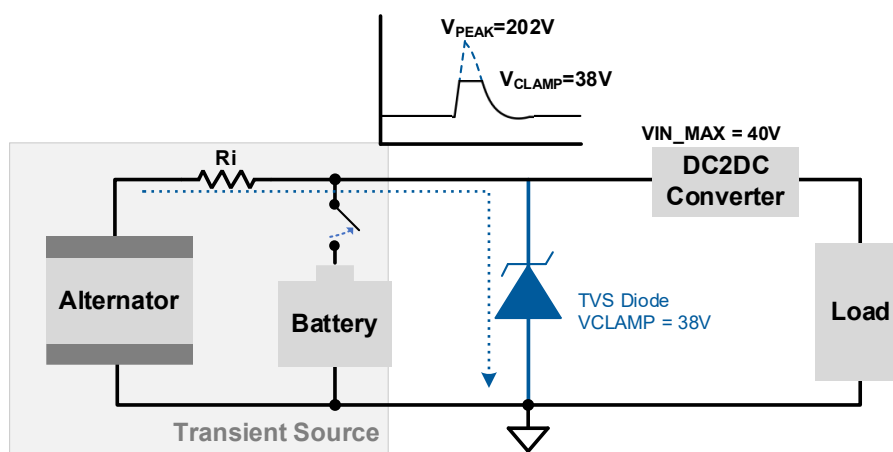 VPEAK=202V
VCLAMP=38V
VIN_MAX = 40V
Ri
DC2DC
Converter
Alternator
Battery
TVS Diode
VCLAMP = 38V
Load
Transient Source